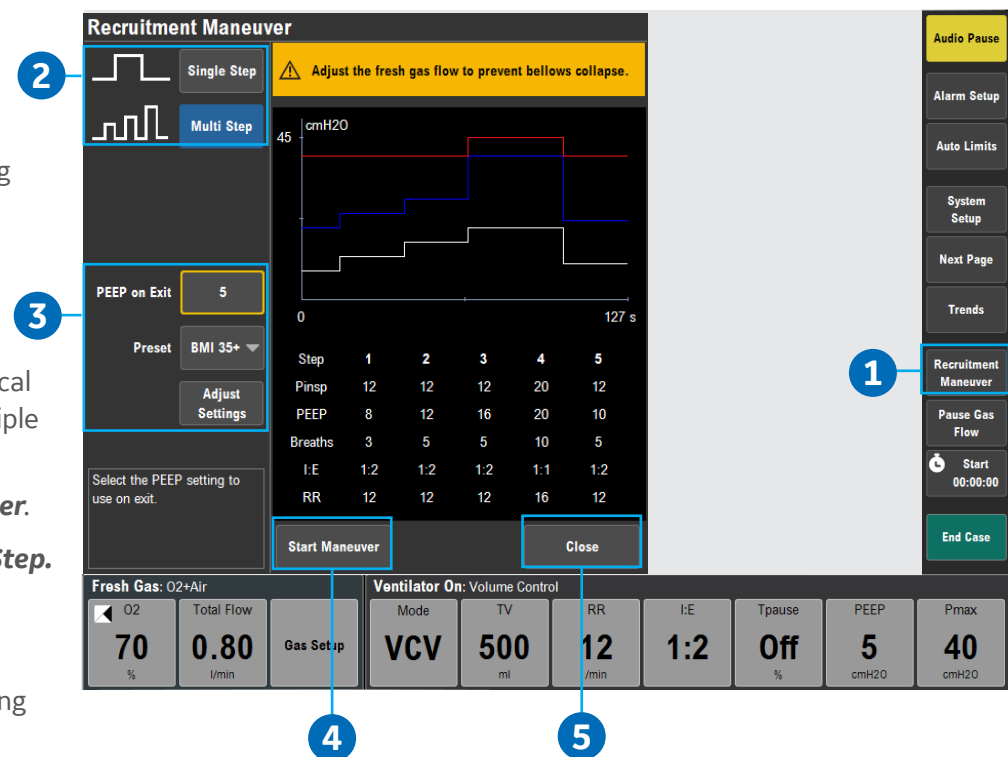 g
cal
iple
er.
Step.
ng
Recruitment Maneuver
2
Single Step
Multi Step
Adjust the fresh gas flow to prevent bellows collapse.
cmH2O
45
0
127 s
3
PEEP on Exit 5
Preset BMI 35+
Adjust
Settings
Step 1 2 3 4 5
Pinsp 12 12 12 20 12
PEEP 8 12 16 20 10
Breaths 3 5 5 10 5
I:E 1:2 1:2 1:2 1:1 1:2
RR 12 12 12 16 12
Select the PEEP setting to
use on exit.
Start Maneuver
Close
Audio Pause
Alarm Setup
Auto Limits
System
Setup
Next Page
Trends
1
Recruitment
Maneuver
Pause Gas
Flow
Start
00:00:00
End Case
Fresh Gas: O2+Air
O2
70
%
Total Flow
0.80
l/min
Gas Setup
Ventilator On: Volume Control
Mode
VCV
TV
500
ml
RR
12
/min
I:E
1:2
Tpause
Off
%
PEEP
5
cmH2O
Pmax
40
cmH2O
4
5